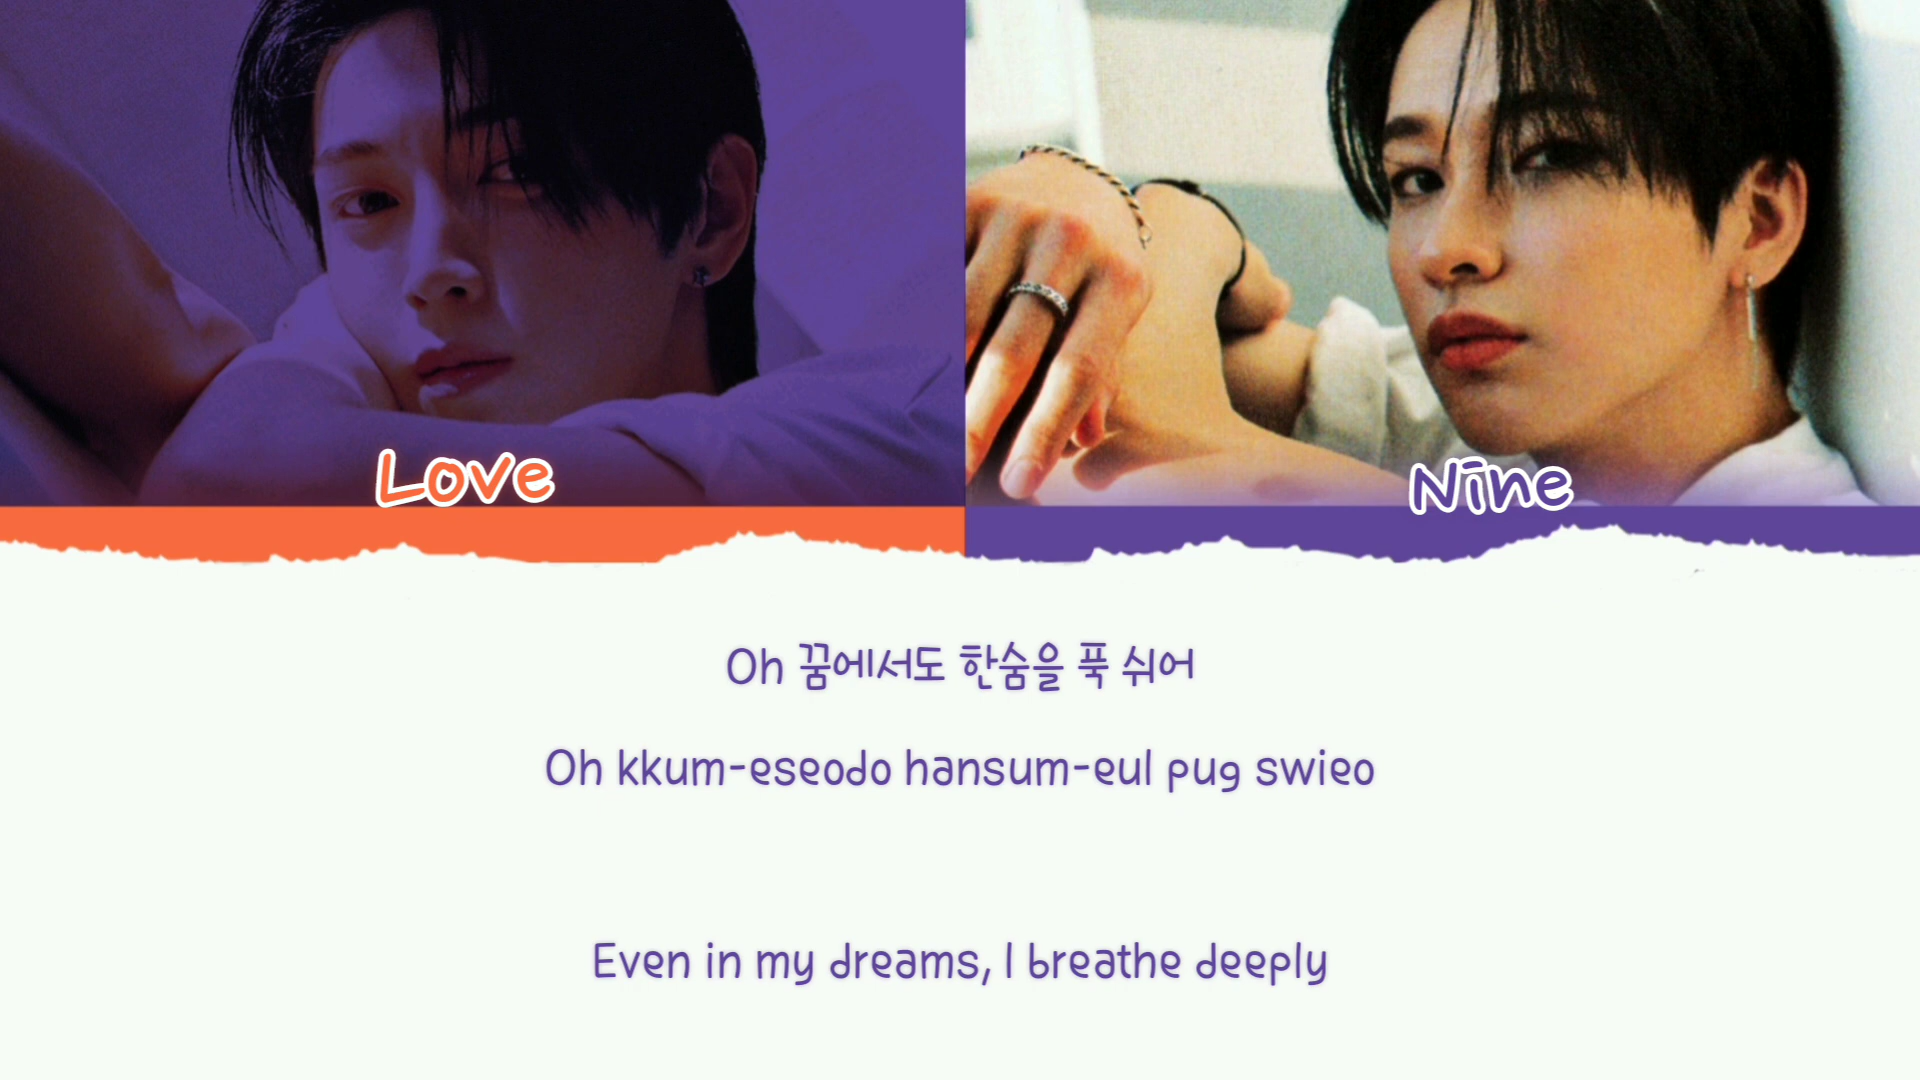 Love
Nine
Oh 꿈에서도 한숨을 푹 쉬어
Oh kkum-eseodo hansum-eul pug swieo
Even in my dreams, I breathe deeply